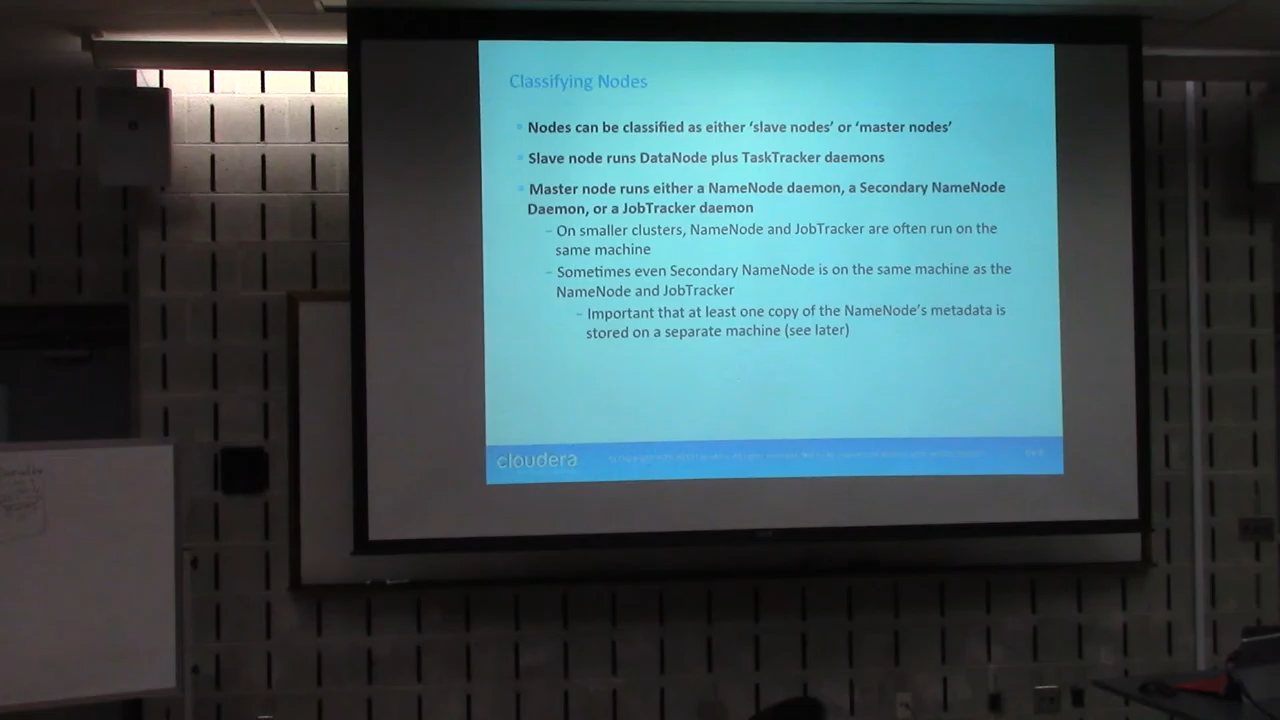 Classifying Nodes
Nodes can be classified as either ‘slave nodes’ or ‘master nodes’
Slave node runs DataNode plus TaskTracker daemons
Master node runs either a NameNode daemon, a Secondary NameNode
Daemon, or a JobTracker daemon
– On smaller clusters, NameNode and JobTracker are often run on the
same machine
– Sometimes even Secondary NameNode is on the same machine as the
NameNode and JobTracker
– Important that at least one copy of the NameNode’s metadata is
stored on a separate machine (see later)
cloudera